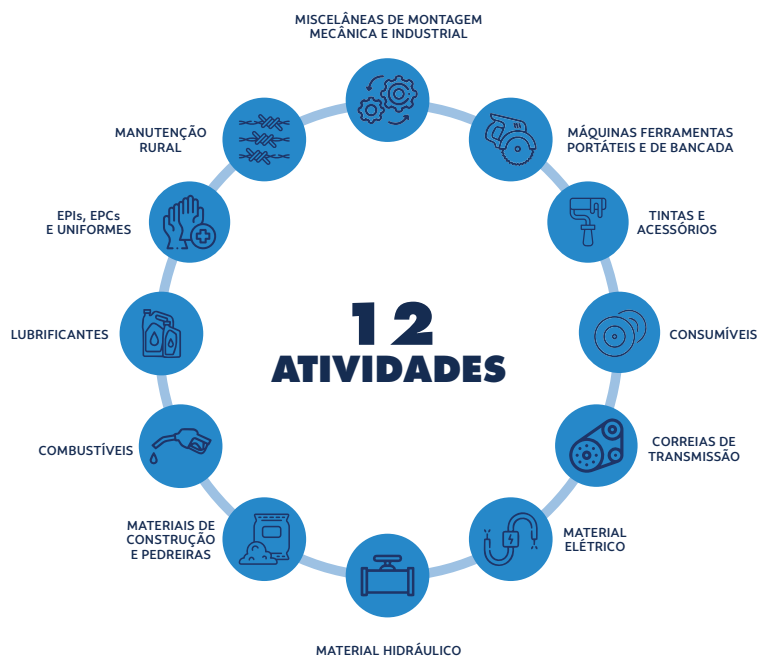 MISCELÂNEAS DE MONTAGEM
MECÂNICA E INDUSTRIAL
MÁQUINAS FERRAMENTAS
PORTÁTEIS E DE BANCADA
TINTAS E
ACESSÓRIOS
CONSUMÍVEIS
CORREIAS DE
TRANSMISSÃO
MATERIAL
ELÉTRICO
MATERIAL HIDRÁULICO
MATERIAIS DE
CONSTRUÇÃO
E PEDREIRAS
COMBUSTÍVEIS
LUBRIFICANTES
EPIs, EPCs
E UNIFORMES
MANUTENÇÃO
RURAL
12
ATIVIDADES